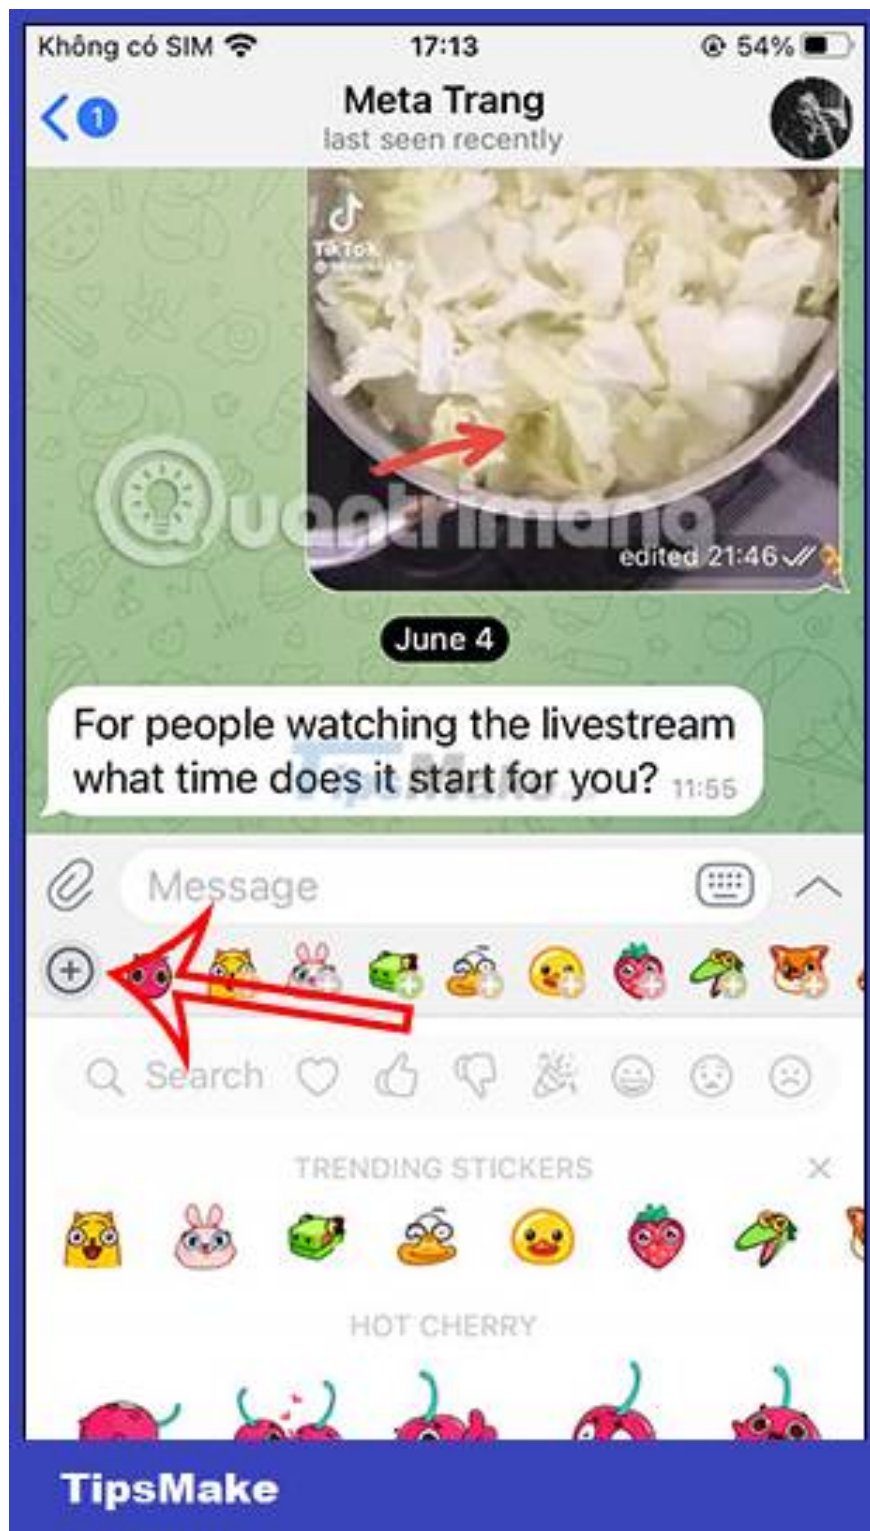 Không có SIM
17:13
54%
1
Meta Trang
last seen recently
TikTok
Quantrimang
edited 21:46
June 4
For people watching the livestream
what time does it start for you? 11:55
TipsMake
Message
Search
TRENDING STICKERS
HOT CHERRY
TipsMake